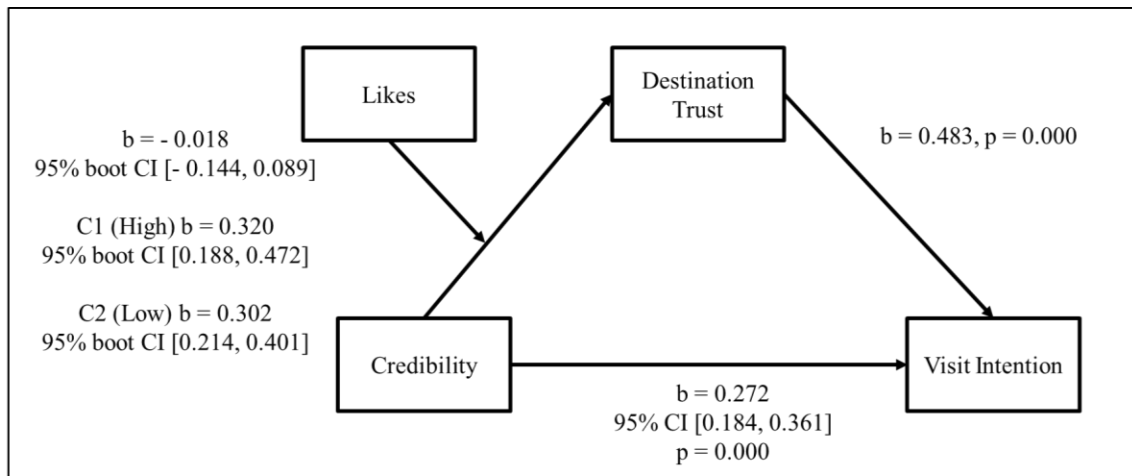 Likes
Destination
Trust
b = - 0.018
95% boot CI [- 0.144, 0.089]
b = 0.483, p = 0.000
C1 (High) b = 0.320
95% boot CI [0.188, 0.472]
C2 (Low) b = 0.302
95% boot CI [0.214, 0.401]
Credibility
Visit Intention
b = 0.272
95% CI [0.184, 0.361]
p = 0.000